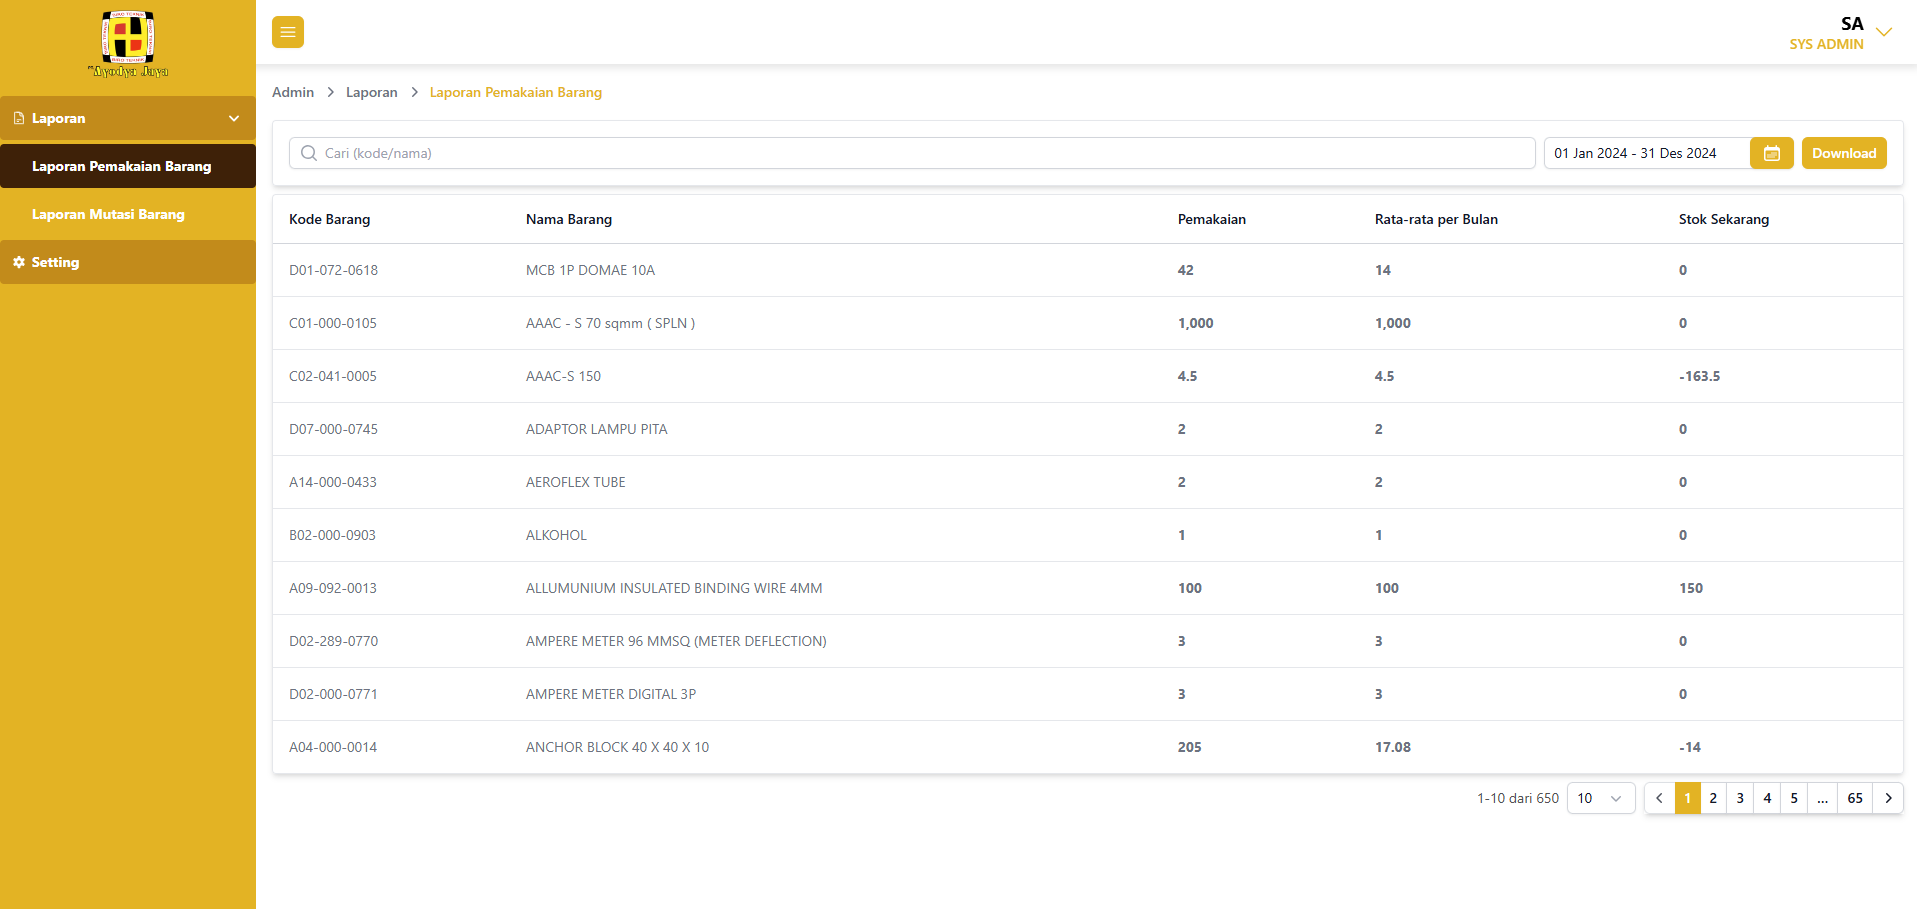 BIRO TEKNIK
BIRO TEKNIK
"Ayodya Jaya
SA
SYS ADMIN
Admin > Laporan > Laporan Pemakaian Barang
Laporan
Laporan Pemakaian Barang
Laporan Mutasi Barang
Setting
Cari (kode/nama) 01 Jan 2024 - 31 Des 2024 Download
Kode Barang Nama Barang Pemakaian Rata-rata per Bulan Stok Sekarang
D01-072-0618 MCB 1P DOMAE 10A 42 14 0
C01-000-0105 AAAC - S 70 sqmm ( SPLN ) 1,000 1,000 0
C02-041-0005 AAAC-S 150 4.5 4.5 -163.5
D07-000-0745 ADAPTOR LAMPU PITA 2 2 0
A14-000-0433 AEROFLEX TUBE 2 2 0
B02-000-0903 ALKOHOL 1 1 0
A09-092-0013 ALLUMUNIUM INSULATED BINDING WIRE 4MM 100 100 150
D02-289-0770 AMPERE METER 96 MMSQ (METER DEFLECTION) 3 3 0
D02-000-0771 AMPERE METER DIGITAL 3P 3 3 0
A04-000-0014 ANCHOR BLOCK 40 X 40 X 10 205 17.08 -14
1-10 dari 650 10 < 1 2 3 4 5 ... 65 >